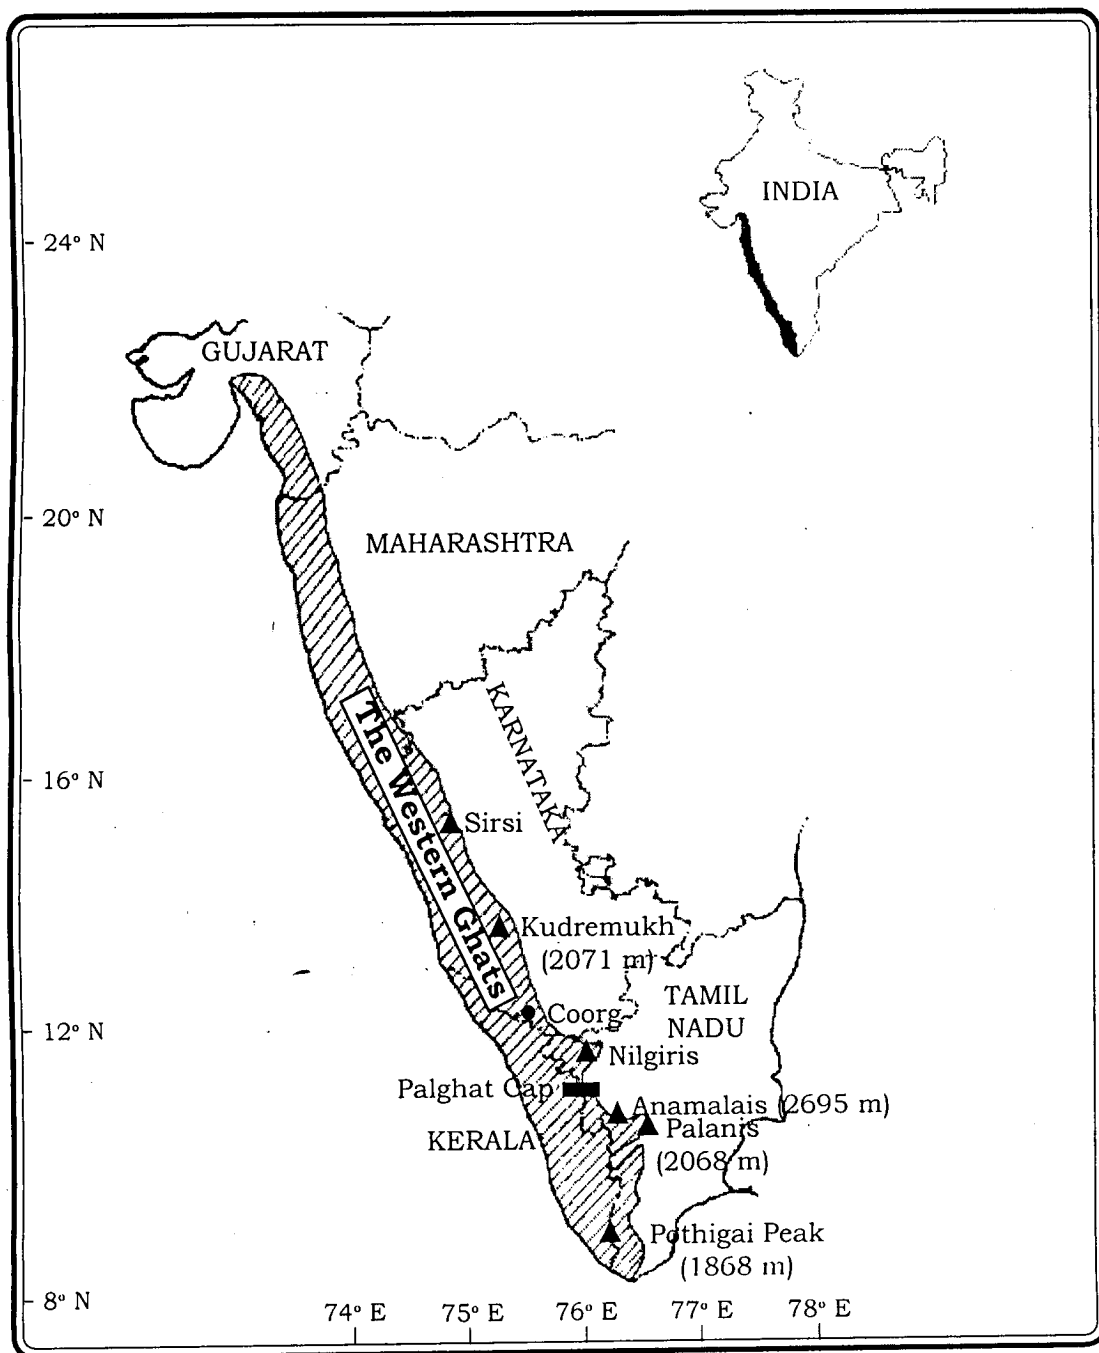 INDIA
24° N
GUJARAT
20° N
MAHARASHTRA
KARNATAKA
The Western Ghats
16° N
Sirsi
Kudremukh
(2071 m)
TAMIL
NADU
Coorg
12° N
Nilgiris
Palghat Cap
Anamalais (2695 m)
Palanis
(2068 m)
KERALA
Pothigai Peak
(1868 m)
8° N
74° E
75° E
76° E
77° E
78° E